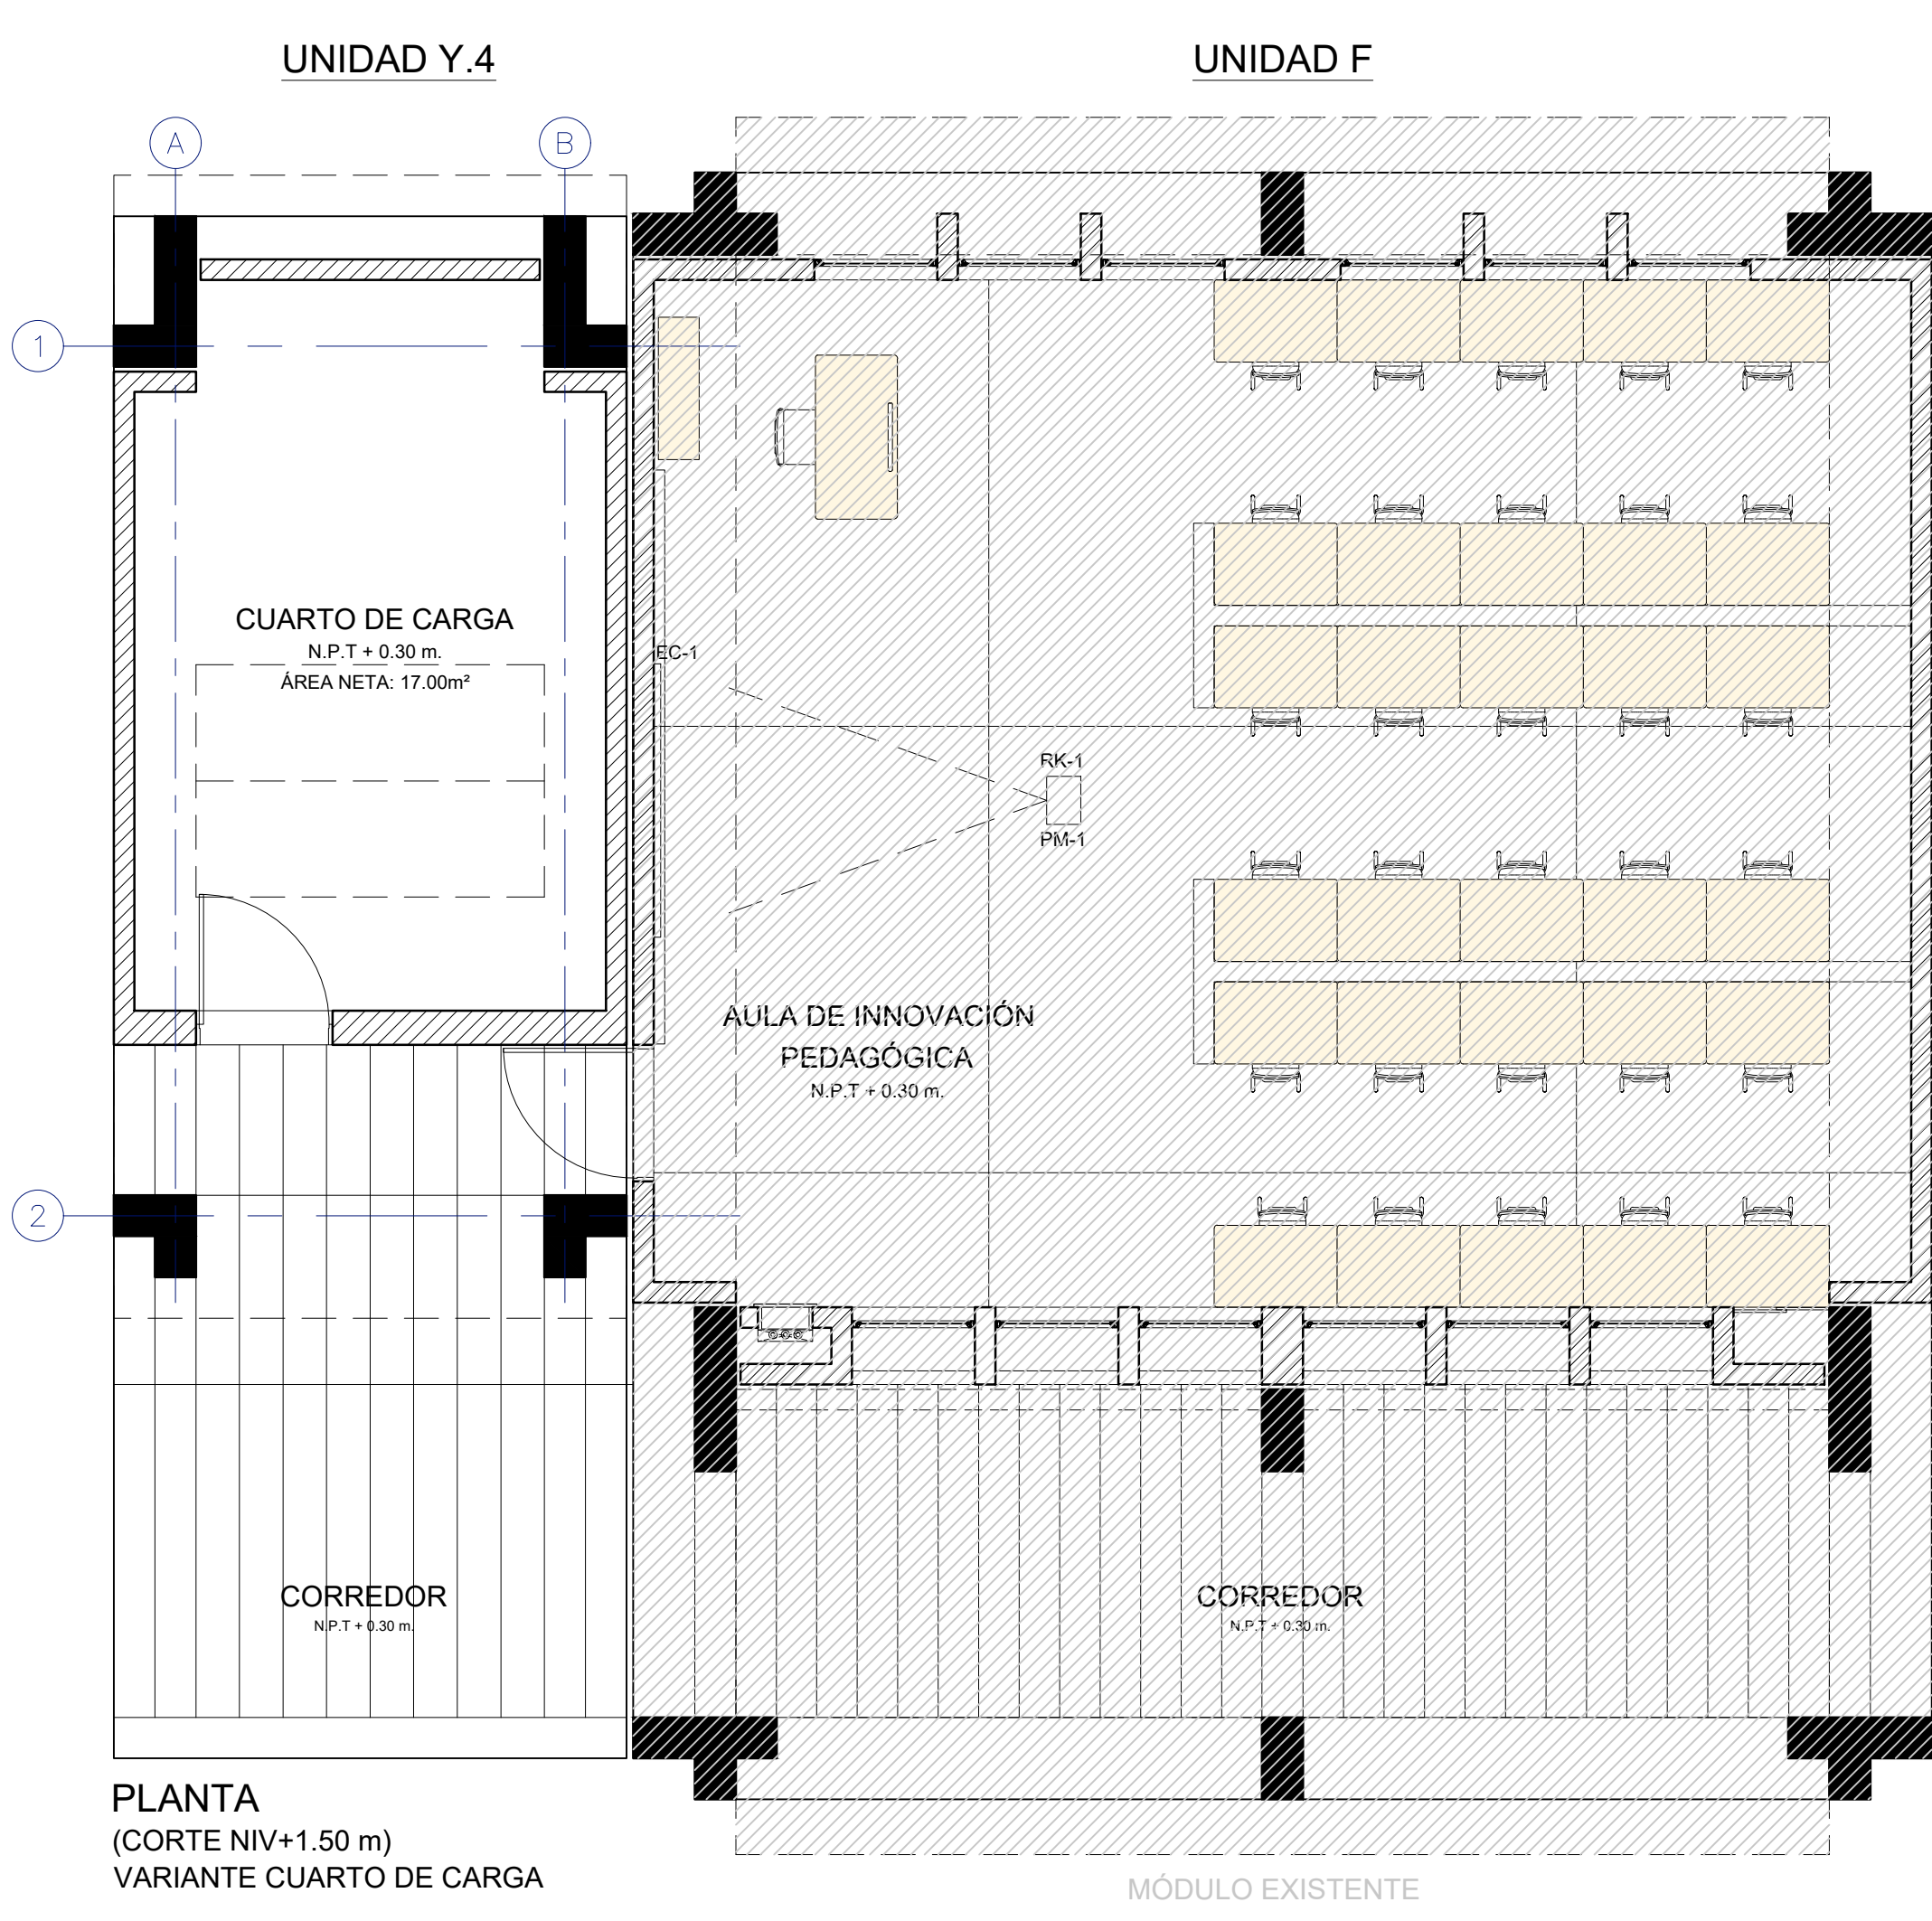 UNIDAD Y.4
UNIDAD F
A
B
1
CUARTO DE CARGA
N.P.T + 0.30 m.
ÁREA NETA: 17.00m²
EC-1
RK-1
PM-1
AULA DE INNOVACIÓN
PEDAGÓGICA
N.P.T + 0.30 m.
2
CORREDOR
N.P.T + 0.30 m.
CORREDOR
N.P.T + 0.30 m.
PLANTA
(CORTE NIV+1.50 m)
VARIANTE CUARTO DE CARGA
MÓDULO EXISTENTE